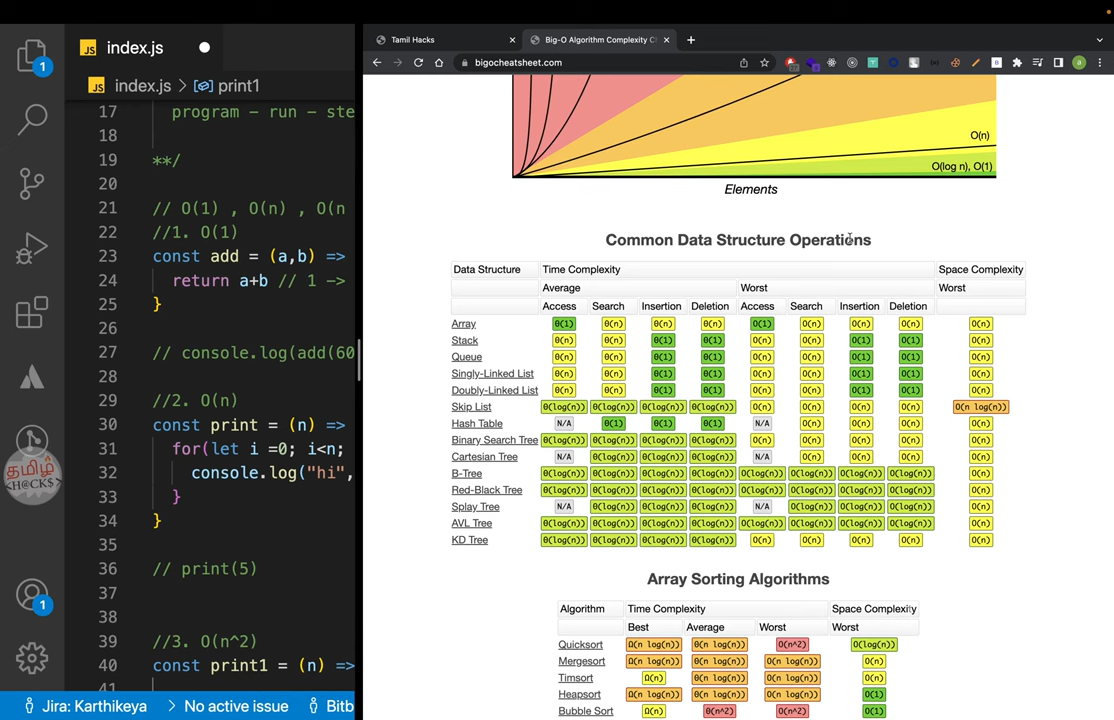 index.js
index.js > print1
17 program - run - ste
18
19 **/
20
21 // O(1) , O(n) , O(n
22 //1. O(1)
23 const add = (a,b) =>
24 return a+b // 1 ->
25 }
26
27 // console.log(add(60
28
29 //2. O(n)
30 const print = (n) =>
31 for(let i =0; i<n;
32 console.log("hi",
33 }
34 }
35
36 // print(5)
37
38
39 //3. O(n^2)
40 const print1 = (n) =>
41
1
1
தமிழ்
<H@CK$>
Jira: Karthikeya > No active issue Bitb
Tamil Hacks
Big-O Algorithm Complexity C
bigocheatsheet.com
O(n)
O(log n), O(1)
Elements
Common Data Structure Operations
Data Structure Time Complexity Space Complexity
Average Worst Worst
Access Search Insertion Deletion Access Search Insertion Deletion
Array Θ(1) Θ(n) Θ(n) Θ(n) O(1) O(n) O(n) O(n) O(n)
Stack Θ(n) Θ(n) Θ(1) Θ(1) O(n) O(n) O(1) O(1) O(n)
Queue Θ(n) Θ(n) Θ(1) Θ(1) O(n) O(n) O(1) O(1) O(n)
Singly-Linked List Θ(n) Θ(n) Θ(1) Θ(1) O(n) O(n) O(1) O(1) O(n)
Doubly-Linked List Θ(n) Θ(n) Θ(1) Θ(1) O(n) O(n) O(1) O(1) O(n)
Skip List Θ(log(n)) Θ(log(n)) Θ(log(n)) Θ(log(n)) O(n) O(n) O(n) O(n) O(n log(n))
Hash Table N/A Θ(1) Θ(1) Θ(1) N/A O(n) O(n) O(n) O(n)
Binary Search Tree Θ(log(n)) Θ(log(n)) Θ(log(n)) Θ(log(n)) O(n) O(n) O(n) O(n) O(n)
Cartesian Tree N/A Θ(log(n)) Θ(log(n)) Θ(log(n)) N/A O(n) O(n) O(n) O(n)
B-Tree Θ(log(n)) Θ(log(n)) Θ(log(n)) Θ(log(n)) O(log(n)) O(log(n)) O(log(n)) O(log(n)) O(n)
Red-Black Tree Θ(log(n)) Θ(log(n)) Θ(log(n)) Θ(log(n)) O(log(n)) O(log(n)) O(log(n)) O(log(n)) O(n)
Splay Tree N/A Θ(log(n)) Θ(log(n)) Θ(log(n)) N/A O(log(n)) O(log(n)) O(log(n)) O(n)
AVL Tree Θ(log(n)) Θ(log(n)) Θ(log(n)) Θ(log(n)) O(log(n)) O(log(n)) O(log(n)) O(log(n)) O(n)
KD Tree Θ(log(n)) Θ(log(n)) Θ(log(n)) Θ(log(n)) O(n) O(n) O(n) O(n) O(n)
Array Sorting Algorithms
Algorithm Time Complexity Space Complexity
Best Average Worst Worst
Quicksort Ω(n log(n)) Θ(n log(n)) O(n^2) O(log(n))
Mergesort Ω(n log(n)) Θ(n log(n)) O(n log(n)) O(n)
Timsort Ω(n) Θ(n log(n)) O(n log(n)) O(n)
Heapsort Ω(n log(n)) Θ(n log(n)) O(n log(n)) O(1)
Bubble Sort Ω(n) Θ(n^2) O(n^2) O(1)